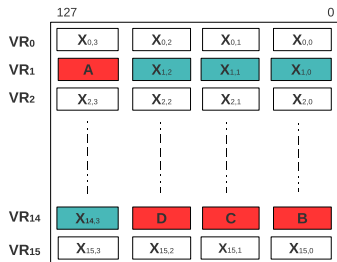 127 0
VR0 X0,3 X0,2 X0,1 X0,0
VR1 A X1,2 X1,1 X1,0
VR2 X2,3 X2,2 X2,1 X2,0
VR14 X14,3 D C B
VR15 X15,3 X15,2 X15,1 X15,0